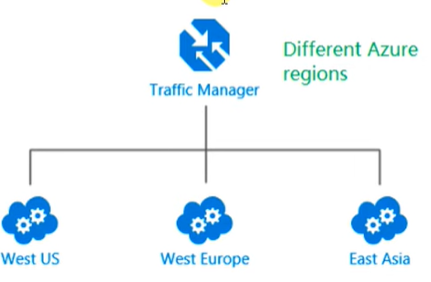 Different Azure
regions
Traffic Manager
West US
West Europe
East Asia